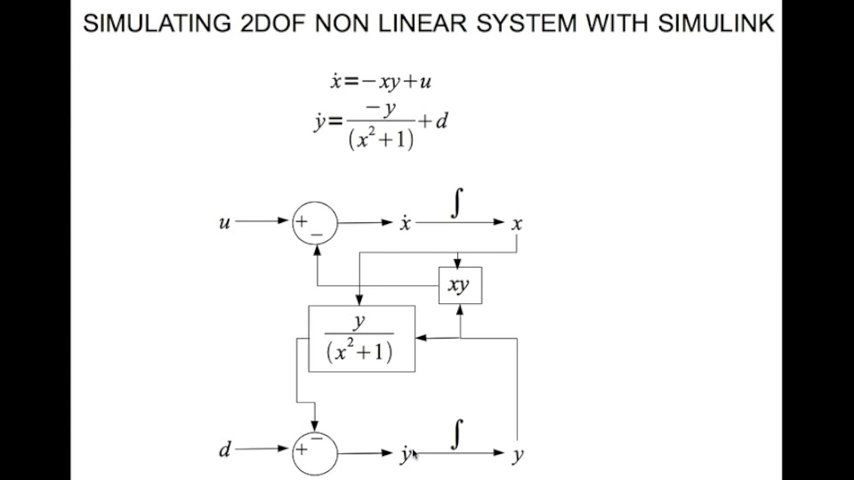 SIMULATING 2DOF NON LINEAR SYSTEM WITH SIMULINK
ẋ=−xy+u
ẏ=−y/(x²+1)+d
u + − ẋ ∫ x
xy
y/(x²+1)
d + − ẏ ∫ y